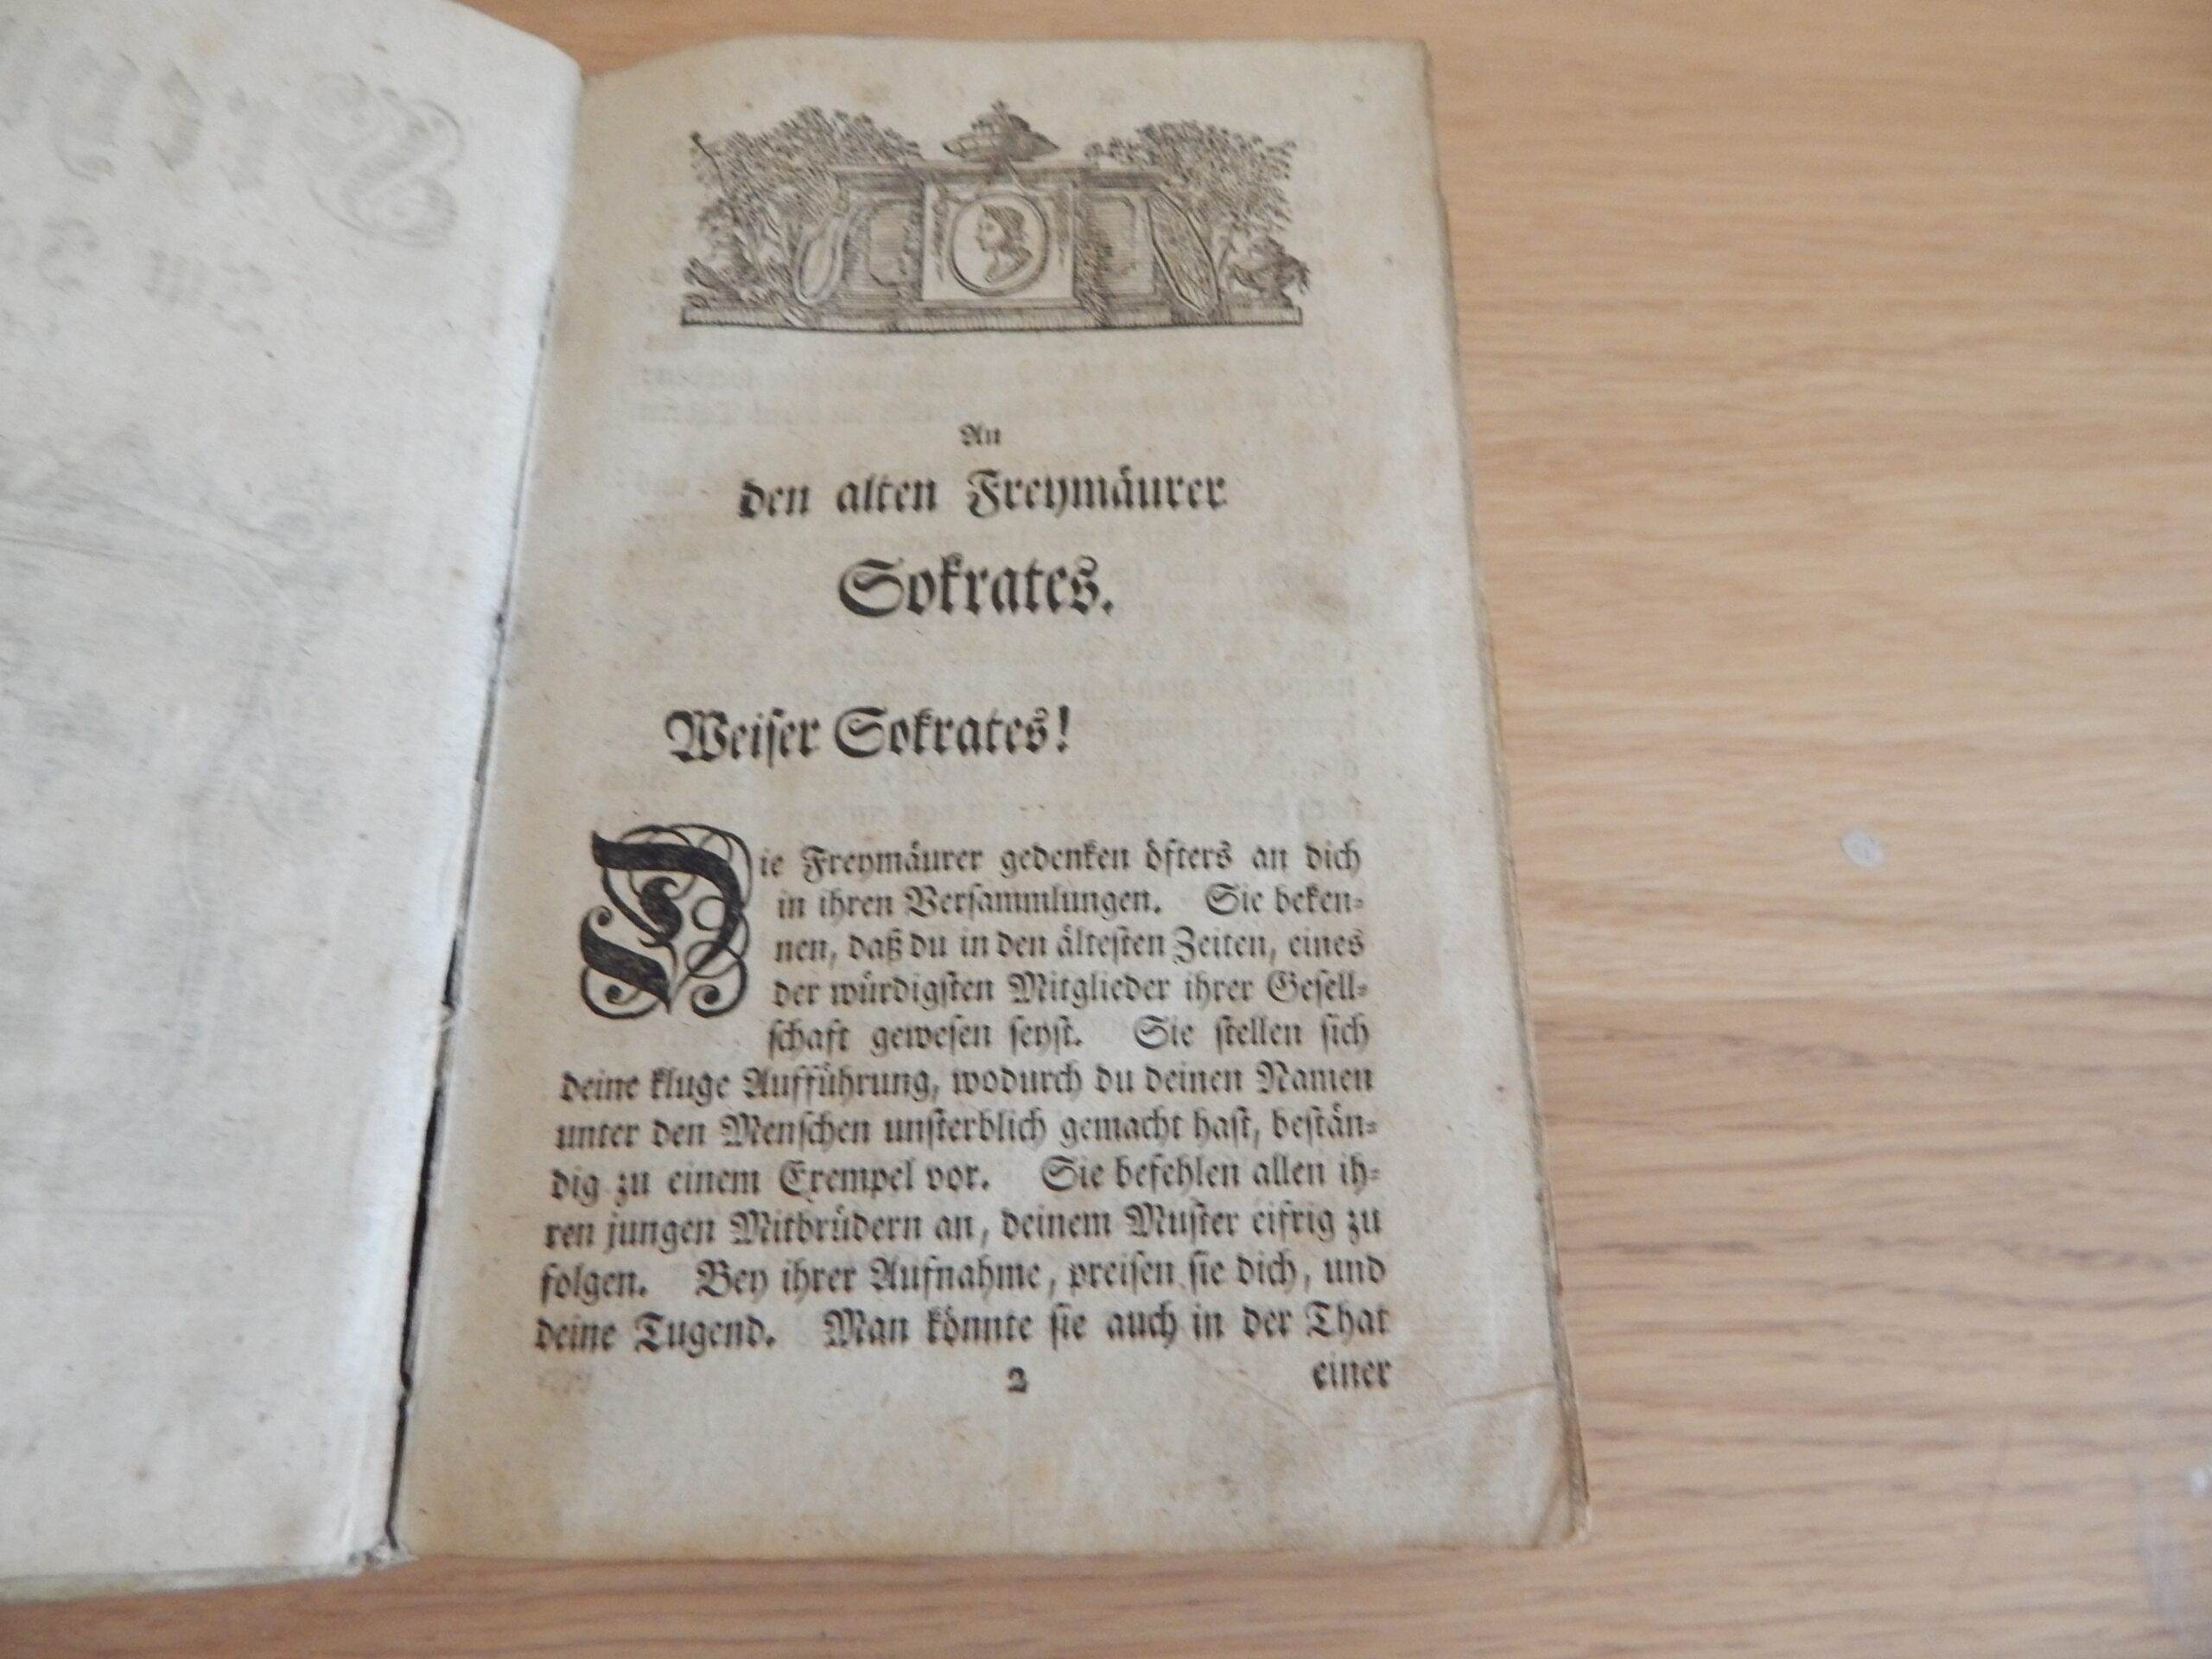 An
den alten Freymäurer
Sokrates.
Weiser Sokrates!
Die Freymäurer gedenken öfters an dich
in ihren Versammlungen. Sie beken-
nen, daß du in den ältesten Zeiten, eines
der würdigsten Mitglieder ihrer Gesell-
schaft gewesen seyst. Sie stellen sich
deine kluge Aufführung, wodurch du deinen Namen
unter den Menschen unsterblich gemacht hast, bestän-
dig zu einem Exempel vor. Sie befehlen allen ih-
ren jungen Mitbrüdern an, deinem Muster eifrig zu
folgen. Bey ihrer Aufnahme, preisen sie dich, und
deine Tugend. Man könnte sie auch in der That
2 einer